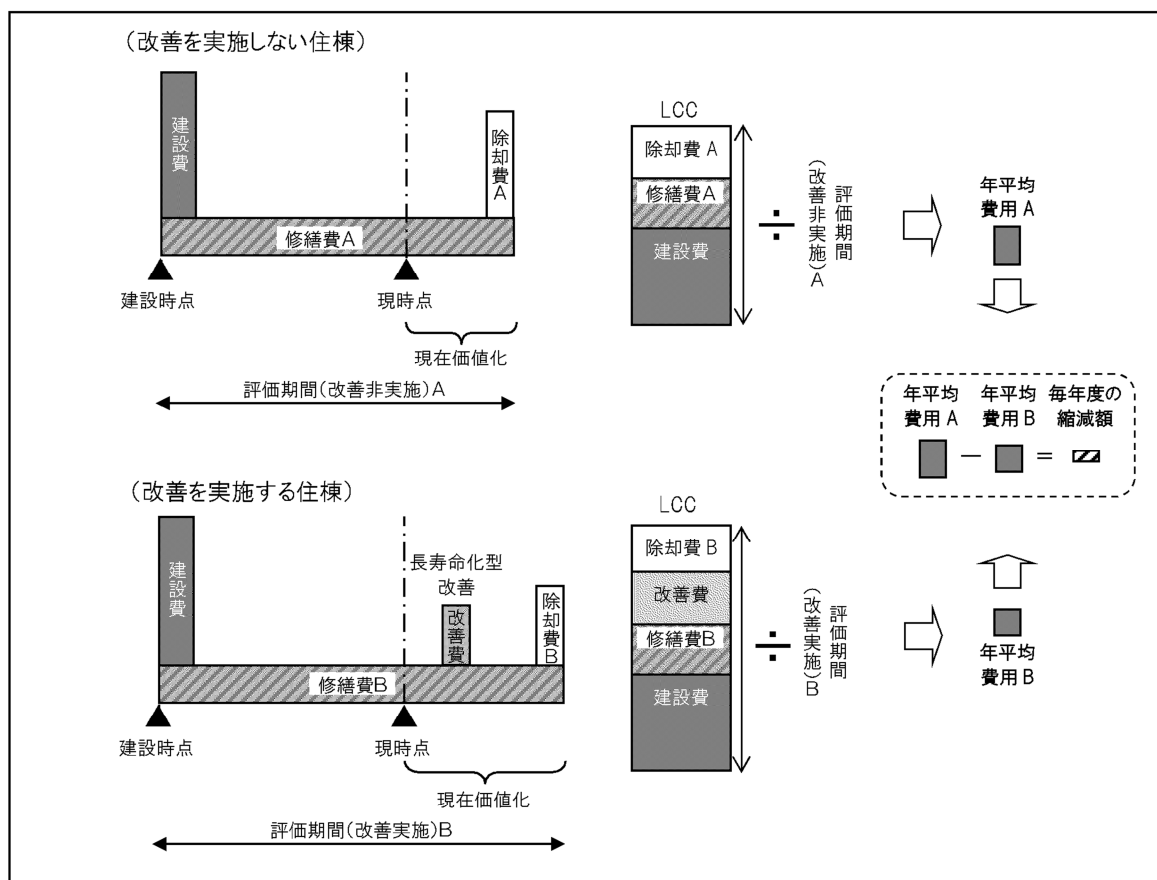 (改善を実施しない住棟)
建設費
除却費A
修繕費A
建設時点
現時点
現在価値化
評価期間(改善非実施)A
LCC
除却費A
修繕費A
建設費
÷
評価期間
(改善非実施)A
年平均
費用A
年平均
費用A
年平均
費用B
毎年度の
縮減額
－ ＝
(改善を実施する住棟)
建設費
長寿命化型
改善
改善費
除却費B
修繕費B
建設時点
現時点
現在価値化
評価期間(改善実施)B
LCC
除却費B
改善費
修繕費B
建設費
÷
評価期間
(改善実施)B
年平均
費用B